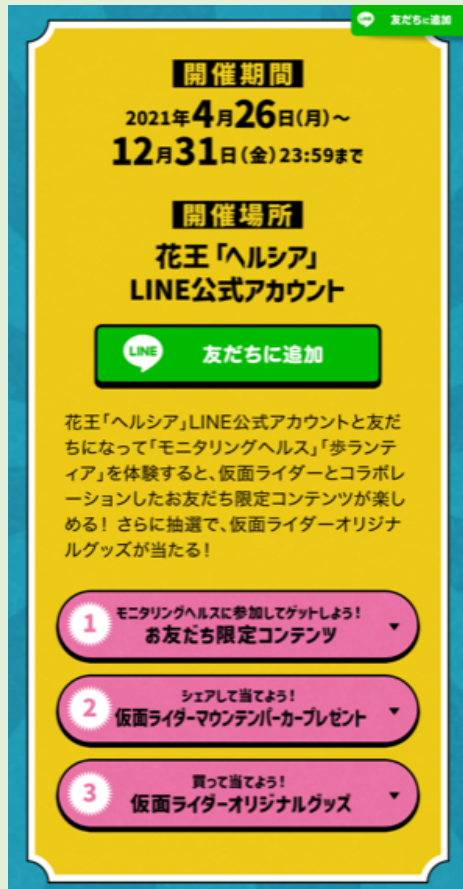 友だちに追加
開催期間
2021年4月26日(月)～
12月31日(金)23:59まで
開催場所
花王「ヘルシア」
LINE公式アカウント
LINE 友だちに追加
花王「ヘルシア」LINE公式アカウントと友だ
ちになって「モニタリングヘルス」「歩ランテ
ィア」を体験すると、仮面ライダーとコラボレ
ーションしたお友だち限定コンテンツが楽し
める! さらに抽選で、仮面ライダーオリジナ
ルグッズが当たる!
1 モニタリングヘルスに参加してゲットしよう!
お友だち限定コンテンツ
2 シェアして当てよう!
仮面ライダーマウンテンパーカープレゼント
3 買って当てよう!
仮面ライダーオリジナルグッズ